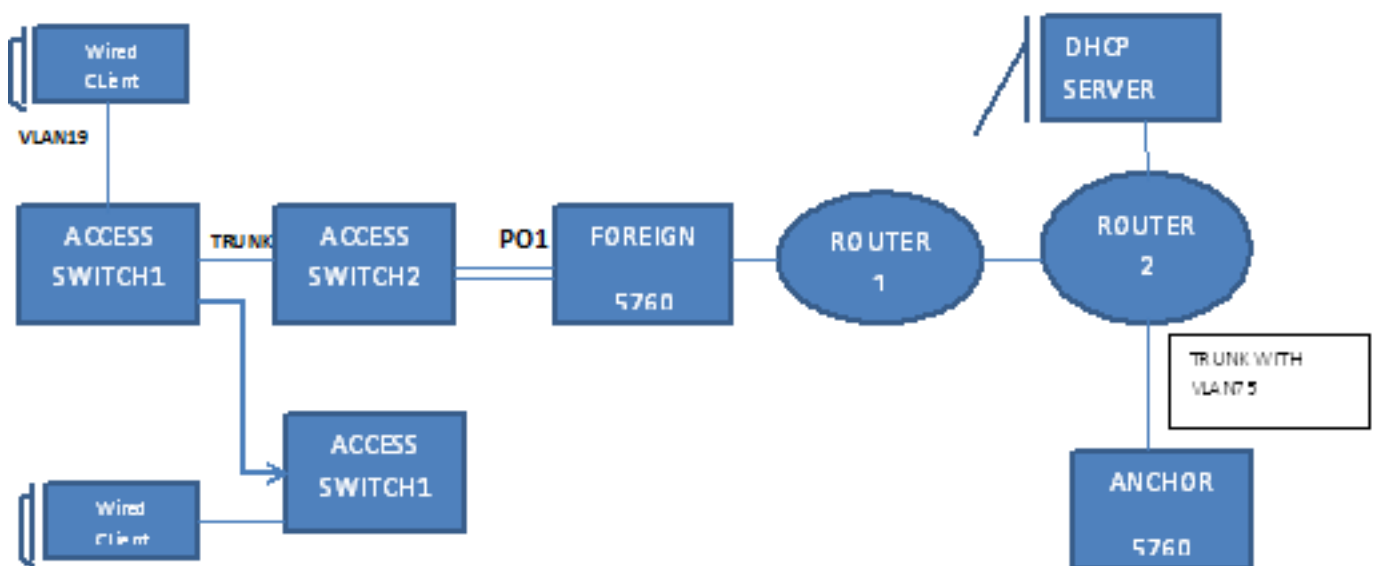 Wired
CLient
DHCP
SERVER
VLAN19
ACCESS
SWITCH1
TRUNK
ACCESS
SWITCH2
PO1
FOREIGN
5760
ROUTER
1
ROUTER
2
TRUNK WITH
VLAN75
ACCESS
SWITCH1
ANCHOR
5760
Wired
Client